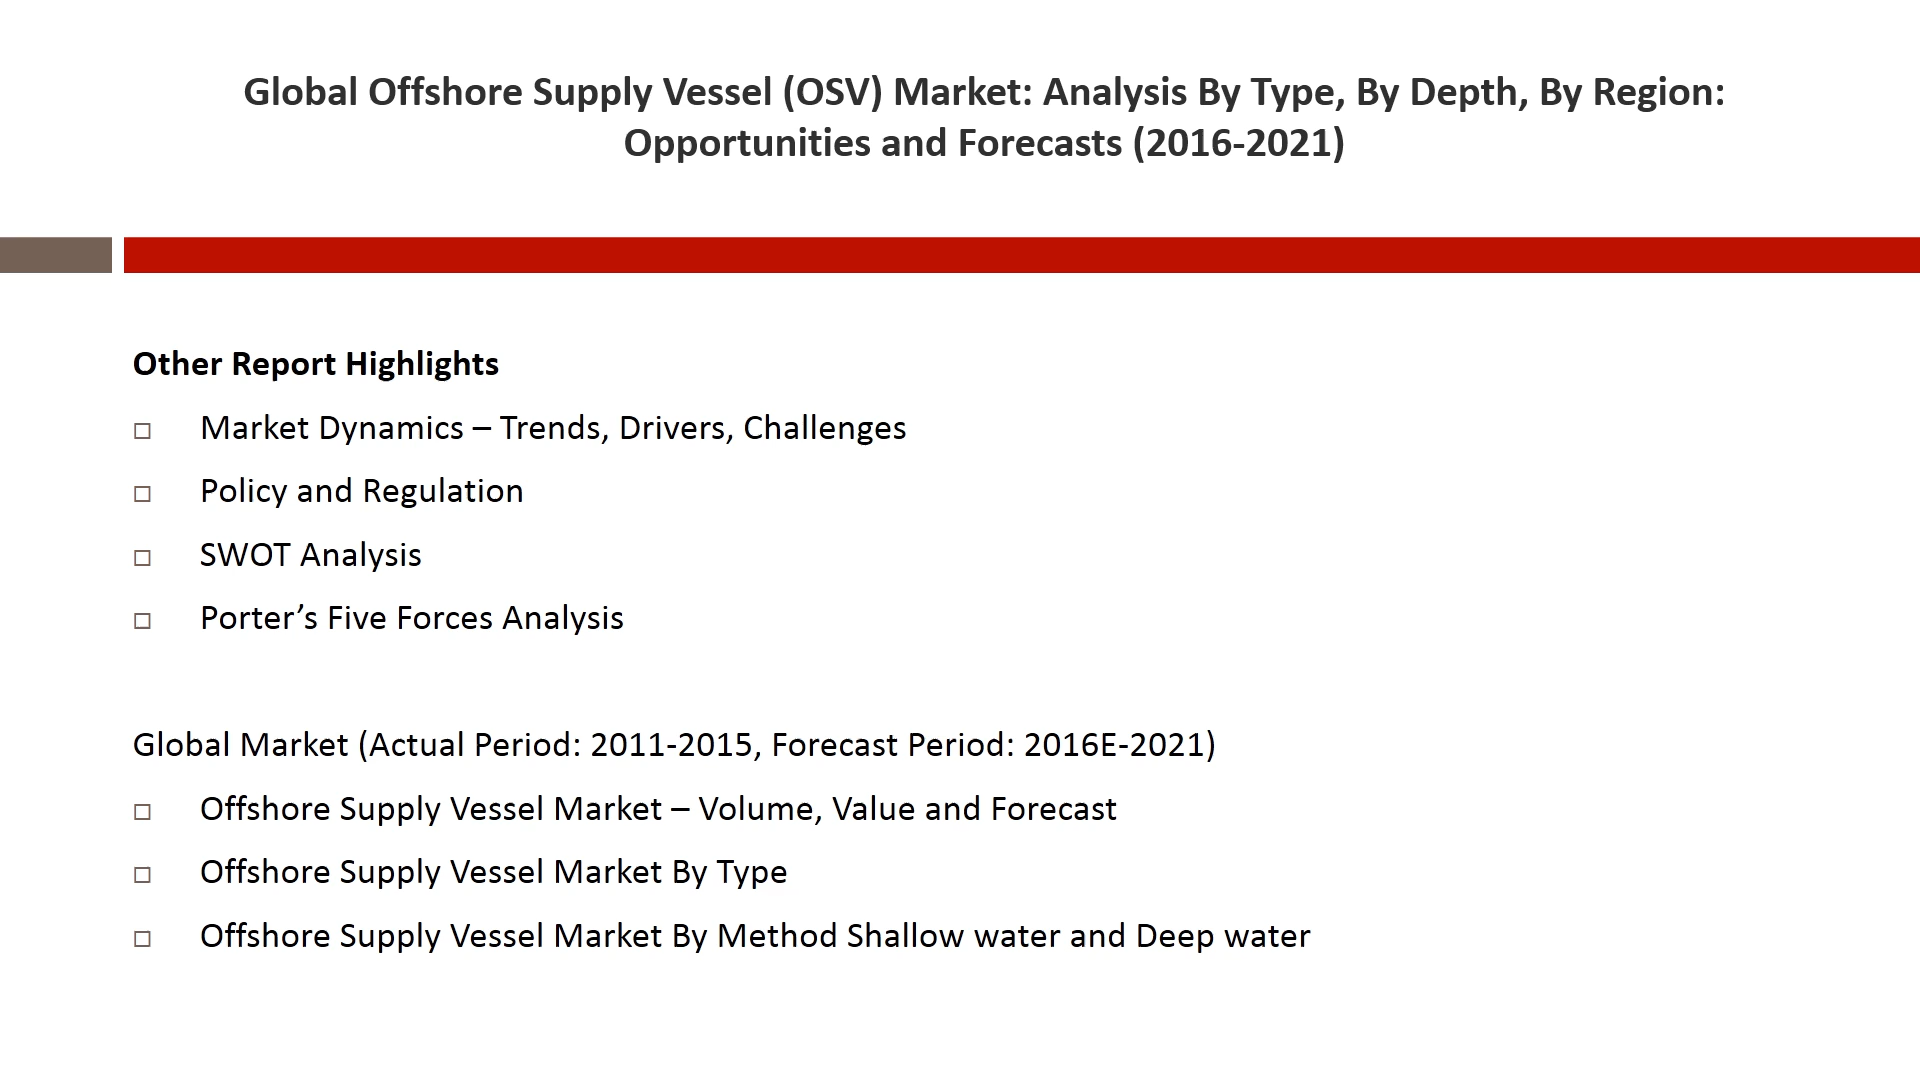 Global Offshore Supply Vessel (OSV) Market: Analysis By Type, By Depth, By Region:
Opportunities and Forecasts (2016-2021)
Other Report Highlights
Market Dynamics – Trends, Drivers, Challenges
Policy and Regulation
SWOT Analysis
Porter’s Five Forces Analysis
Global Market (Actual Period: 2011-2015, Forecast Period: 2016E-2021)
Offshore Supply Vessel Market – Volume, Value and Forecast
Offshore Supply Vessel Market By Type
Offshore Supply Vessel Market By Method Shallow water and Deep water